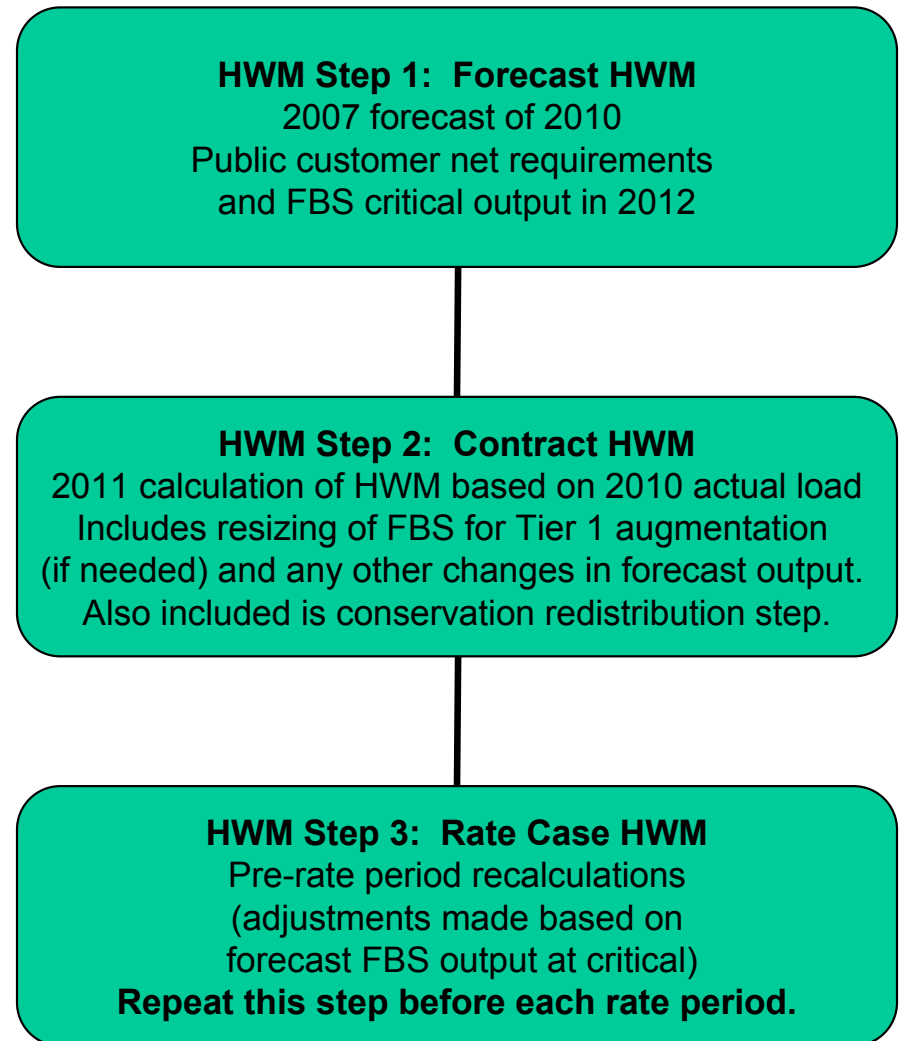 HWM Step 1:  Forecast HWM
2007 forecast of 2010
Public customer net requirements
and FBS critical output in 2012
HWM Step 2:  Contract HWM
2011 calculation of HWM based on 2010 actual load
Includes resizing of FBS for Tier 1 augmentation
(if needed) and any other changes in forecast output.
Also included is conservation redistribution step.
HWM Step 3:  Rate Case HWM
Pre-rate period recalculations
(adjustments made based on
forecast FBS output at critical)
Repeat this step before each rate period.